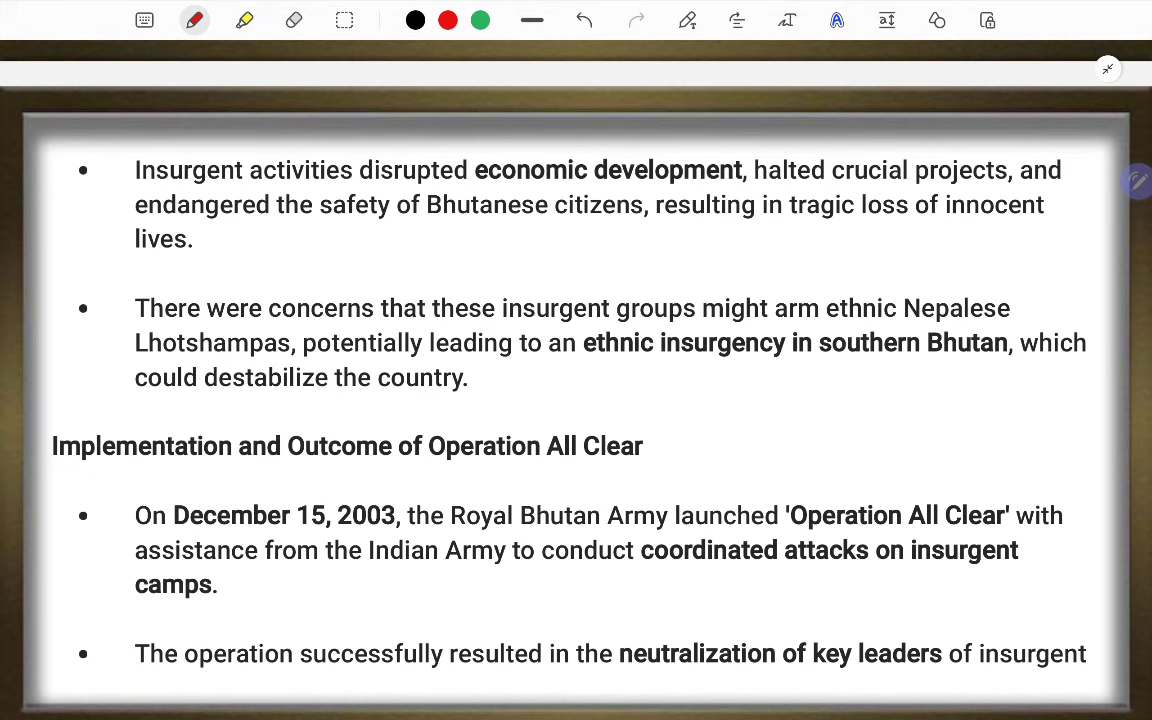 • Insurgent activities disrupted economic development, halted crucial projects, and
endangered the safety of Bhutanese citizens, resulting in tragic loss of innocent
lives.
• There were concerns that these insurgent groups might arm ethnic Nepalese
Lhotshampas, potentially leading to an ethnic insurgency in southern Bhutan, which
could destabilize the country.
Implementation and Outcome of Operation All Clear
• On December 15, 2003, the Royal Bhutan Army launched 'Operation All Clear' with
assistance from the Indian Army to conduct coordinated attacks on insurgent
camps.
• The operation successfully resulted in the neutralization of key leaders of insurgent